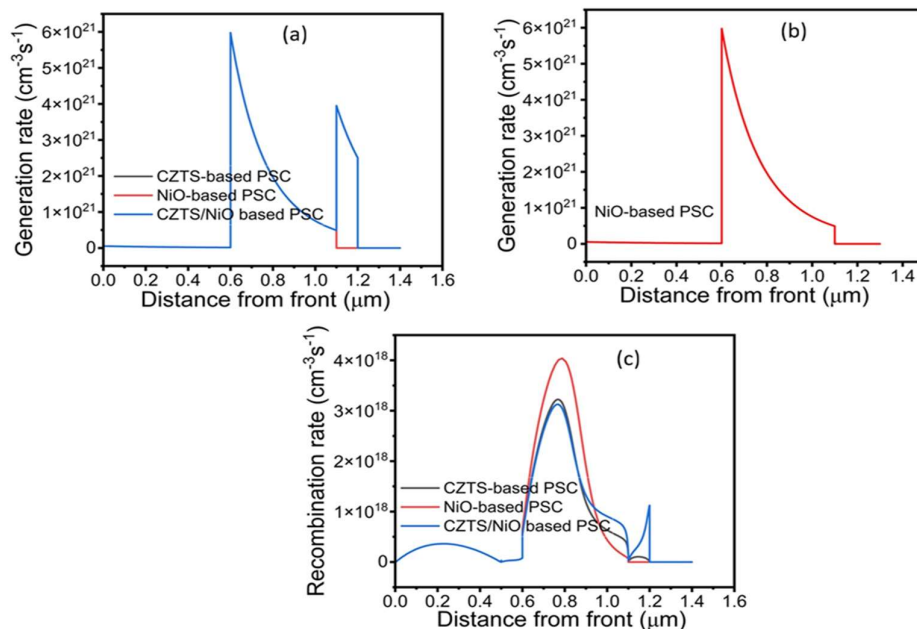 (a)
Generation rate (cm⁻³s⁻¹)
6×10²¹
5×10²¹
4×10²¹
3×10²¹
2×10²¹
1×10²¹
0
CZTS-based PSC
NiO-based PSC
CZTS/NiO based PSC
0.0 0.2 0.4 0.6 0.8 1.0 1.2 1.4 1.6
Distance from front (μm)
(b)
Generation rate (cm⁻³s⁻¹)
6×10²¹
5×10²¹
4×10²¹
3×10²¹
2×10²¹
1×10²¹
0
NiO-based PSC
0.0 0.2 0.4 0.6 0.8 1.0 1.2 1.4 1.6
Distance from front (μm)
(c)
Recombination rate (cm⁻³s⁻¹)
4×10¹⁸
3×10¹⁸
2×10¹⁸
1×10¹⁸
0
CZTS-based PSC
NiO-based PSC
CZTS/NiO based PSC
0.0 0.2 0.4 0.6 0.8 1.0 1.2 1.4 1.6
Distance from front (μm)